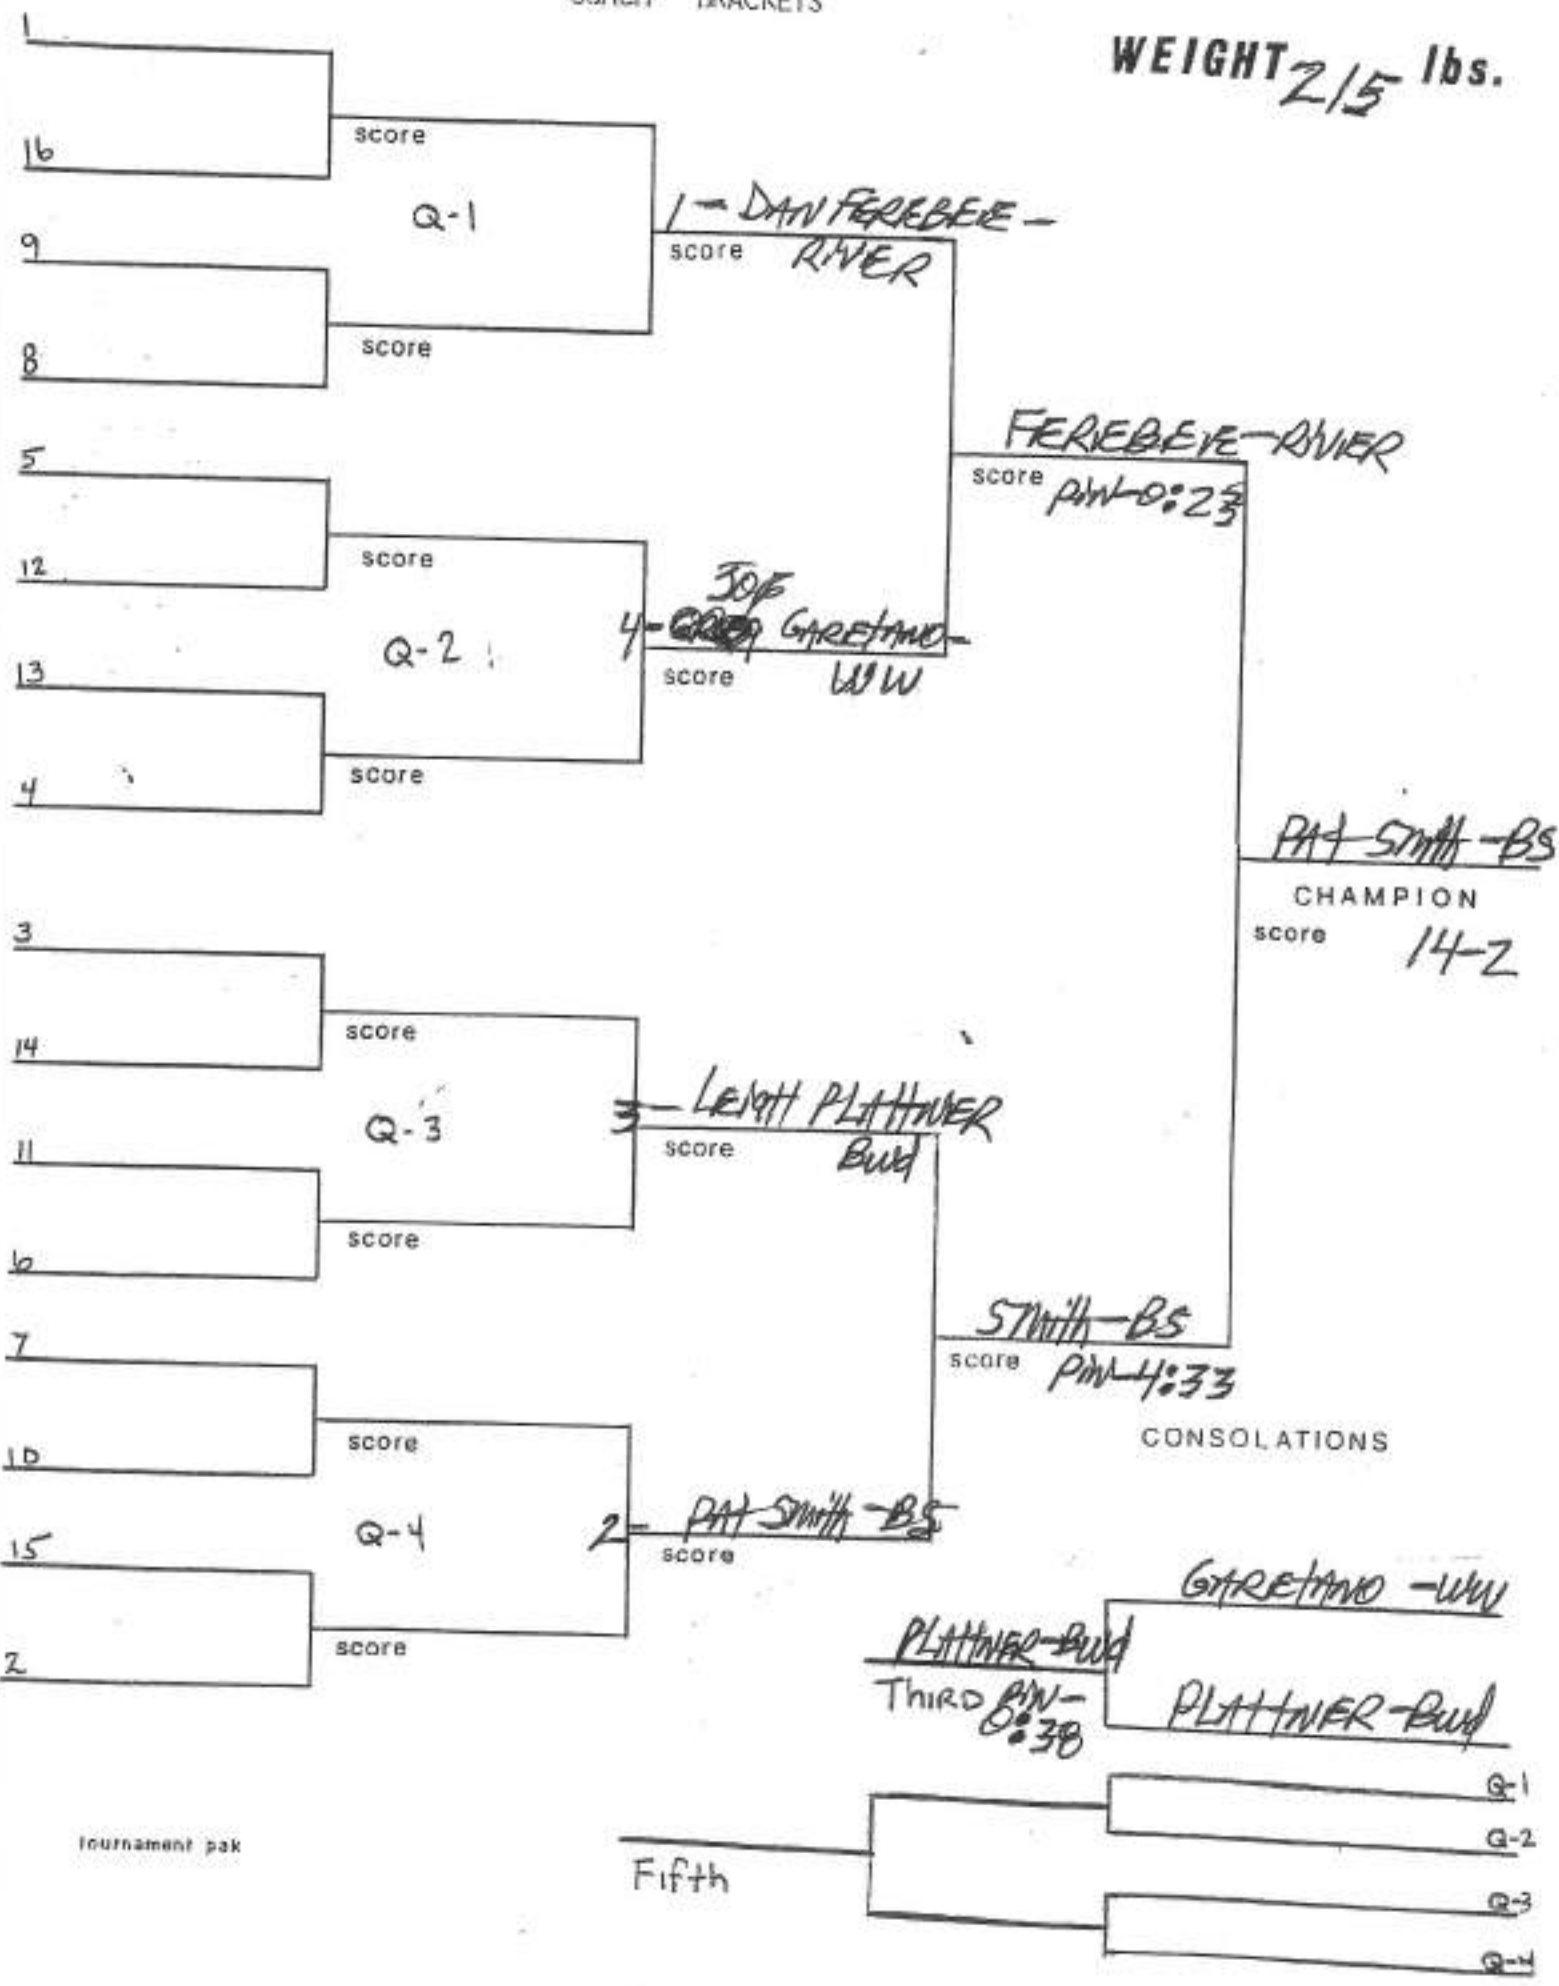 BRACKETS
WEIGHT 215 lbs.
1
score
16
Q-1
1 - DAN FEREBEE -
score RIVER
9
score
8
FEREBEE - RIVER
score PIN - 0:23
5
score
12
JOE
4 - GARETANO -
Q-2
score WW
13
score
4
PAT SMITH - BS
CHAMPION
score 14-2
3
score
14
3 - LEIGH PLATTNER
Q-3
score BWd
11
score
6
SMITH - BS
score PIN - 4:33
7
CONSOLATIONS
score
10
2 - PAT SMITH - BS
Q-4
score
15
score
2
GARETANO - WW
PLATTNER - BWd
THIRD PIN -
0:38
PLATTNER - BWd
Q-1
Q-2
Fifth
Q-3
Q-4
tournament pak